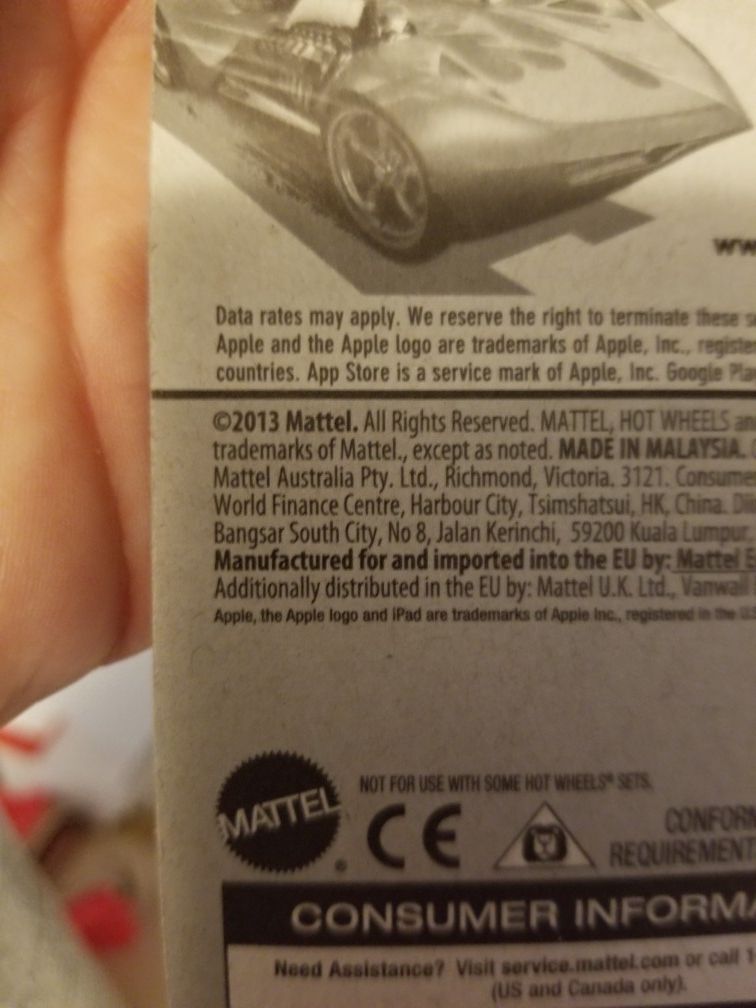 ww
Data rates may apply. We reserve the right to terminate these s
Apple and the Apple logo are trademarks of Apple, Inc., registe
countries. App Store is a service mark of Apple, Inc. Google Pla
©2013 Mattel. All Rights Reserved. MATTEL, HOT WHEELS an
trademarks of Mattel., except as noted. MADE IN MALAYSIA.
Mattel Australia Pty. Ltd., Richmond, Victoria. 3121. Consume
World Finance Centre, Harbour City, Tsimshatsui, HK, China. Di
Bangsar South City, No 8, Jalan Kerinchi, 59200 Kuala Lumpur.
Manufactured for and imported into the EU by: Mattel E
Additionally distributed in the EU by: Mattel U.K. Ltd., Vanwall
Apple, the Apple logo and iPad are trademarks of Apple Inc., registered in the U.S
NOT FOR USE WITH SOME HOT WHEELS® SETS.
MATTEL ®
CE
CONFORM
REQUIREMENT
CONSUMER INFORMA
Need Assistance? Visit service.mattel.com or call 1-
(US and Canada only).